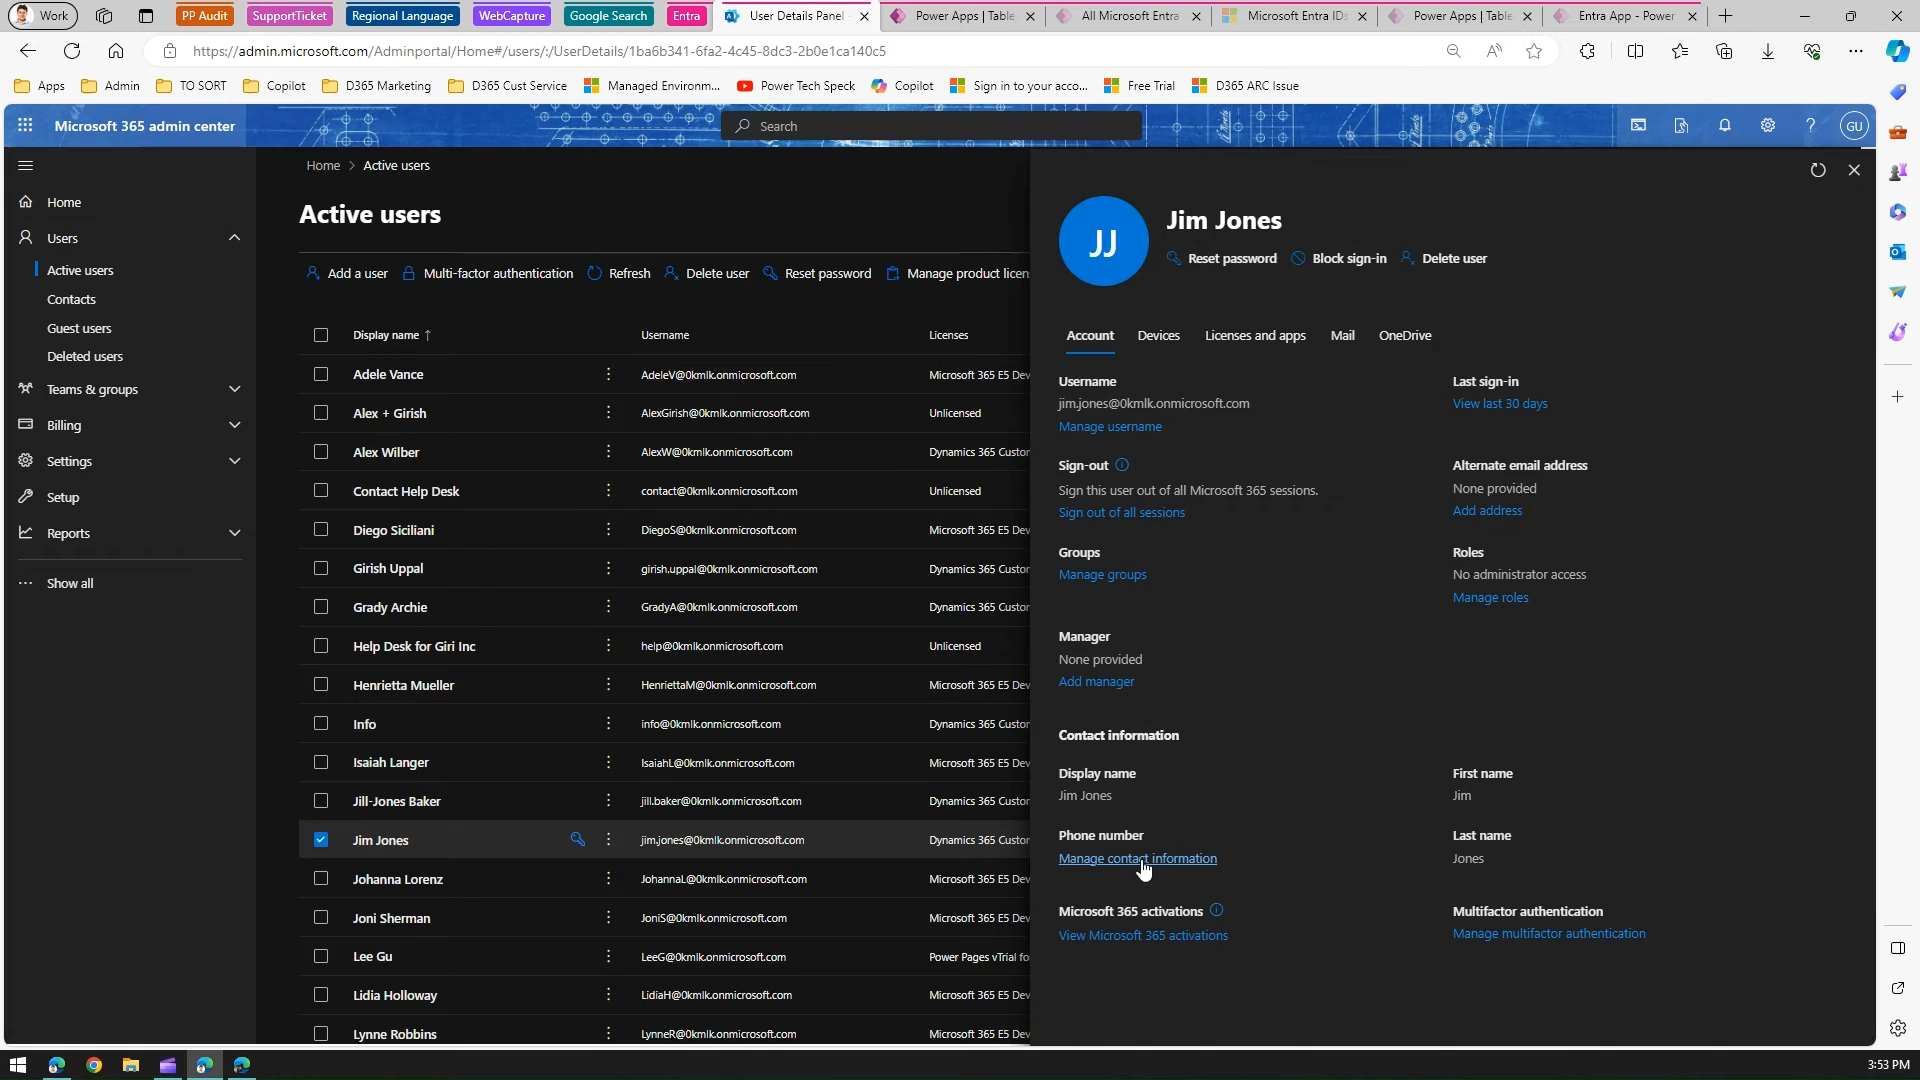 Work
PP Audit
SupportTicket
Regional Language
WebCapture
Google Search
Entra
User Details Panel
Power Apps | Table
All Microsoft Entra
Microsoft Entra IDs
Power Apps | Table
Entra App - Power
https://admin.microsoft.com/Adminportal/Home#/users/:/UserDetails/1ba6b341-6fa2-4c45-8dc3-2b0e1ca140c5
Apps
Admin
TO SORT
Copilot
D365 Marketing
D365 Cust Service
Managed Environm...
Power Tech Speck
Copilot
Sign in to your acco...
Free Trial
D365 ARC Issue
Microsoft 365 admin center
Search
GU
Home > Active users
Home
Users
Active users
Contacts
Guest users
Deleted users
Teams & groups
Billing
Settings
Setup
Reports
Show all
Active users
Add a user
Multi-factor authentication
Refresh
Delete user
Reset password
Manage product licen
Display name ↑ Username Licenses
Adele Vance AdeleV@0kmlk.onmicrosoft.com Microsoft 365 E5 Dev
Alex + Girish AlexGirish@0kmlk.onmicrosoft.com Unlicensed
Alex Wilber AlexW@0kmlk.onmicrosoft.com Dynamics 365 Custor
Contact Help Desk contact@0kmlk.onmicrosoft.com Unlicensed
Diego Siciliani DiegoS@0kmlk.onmicrosoft.com Microsoft 365 E5 Dev
Girish Uppal girish.uppal@0kmlk.onmicrosoft.com Dynamics 365 Custor
Grady Archie GradyA@0kmlk.onmicrosoft.com Dynamics 365 Custor
Help Desk for Giri Inc help@0kmlk.onmicrosoft.com Unlicensed
Henrietta Mueller HenriettaM@0kmlk.onmicrosoft.com Microsoft 365 E5 Dev
Info info@0kmlk.onmicrosoft.com Dynamics 365 Custor
Isaiah Langer IsaiahL@0kmlk.onmicrosoft.com Microsoft 365 E5 Dev
Jill-Jones Baker jill.baker@0kmlk.onmicrosoft.com Dynamics 365 Custor
Jim Jones jim.jones@0kmlk.onmicrosoft.com Dynamics 365 Custor
Johanna Lorenz JohannaL@0kmlk.onmicrosoft.com Microsoft 365 E5 Dev
Joni Sherman JoniS@0kmlk.onmicrosoft.com Microsoft 365 E5 Dev
Lee Gu LeeG@0kmlk.onmicrosoft.com Power Pages vTrial fo
Lidia Holloway LidiaH@0kmlk.onmicrosoft.com Microsoft 365 E5 Dev
Lynne Robbins LynneR@0kmlk.onmicrosoft.com Microsoft 365 E5 Dev
JJ
Jim Jones
Reset password
Block sign-in
Delete user
Account
Devices
Licenses and apps
Mail
OneDrive
Username
jim.jones@0kmlk.onmicrosoft.com
Manage username
Last sign-in
View last 30 days
Sign-out
Sign this user out of all Microsoft 365 sessions.
Sign out of all sessions
Alternate email address
None provided
Add address
Groups
Manage groups
Roles
No administrator access
Manage roles
Manager
None provided
Add manager
Contact information
Display name
Jim Jones
First name
Jim
Phone number
Manage contact information
Last name
Jones
Microsoft 365 activations
View Microsoft 365 activations
Multifactor authentication
Manage multifactor authentication
3:53 PM